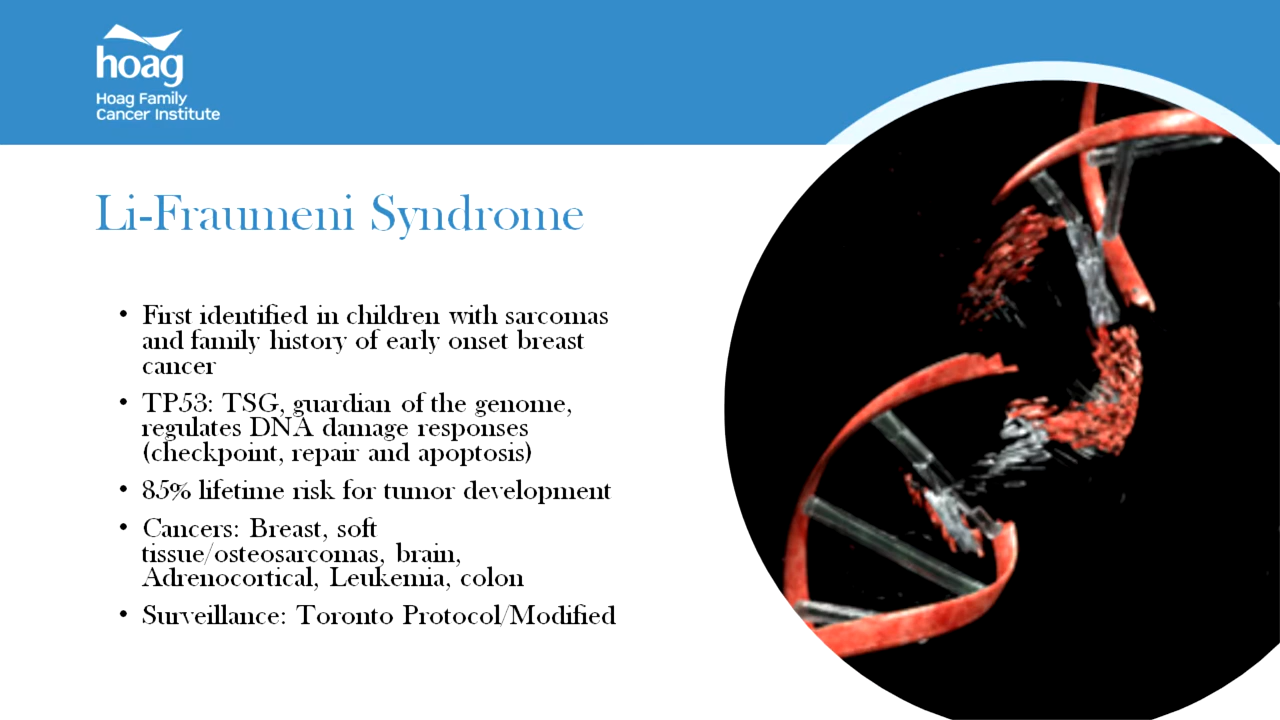 hoag
Hoag Family
Cancer Institute
Li-Fraumeni Syndrome
• First identified in children with sarcomas
and family history of early onset breast
cancer
• TP53: TSG, guardian of the genome,
regulates DNA damage responses
(checkpoint, repair and apoptosis)
• 85% lifetime risk for tumor development
• Cancers: Breast, soft
tissue/osteosarcomas, brain,
Adrenocortical, Leukemia, colon
• Surveillance: Toronto Protocol/Modified